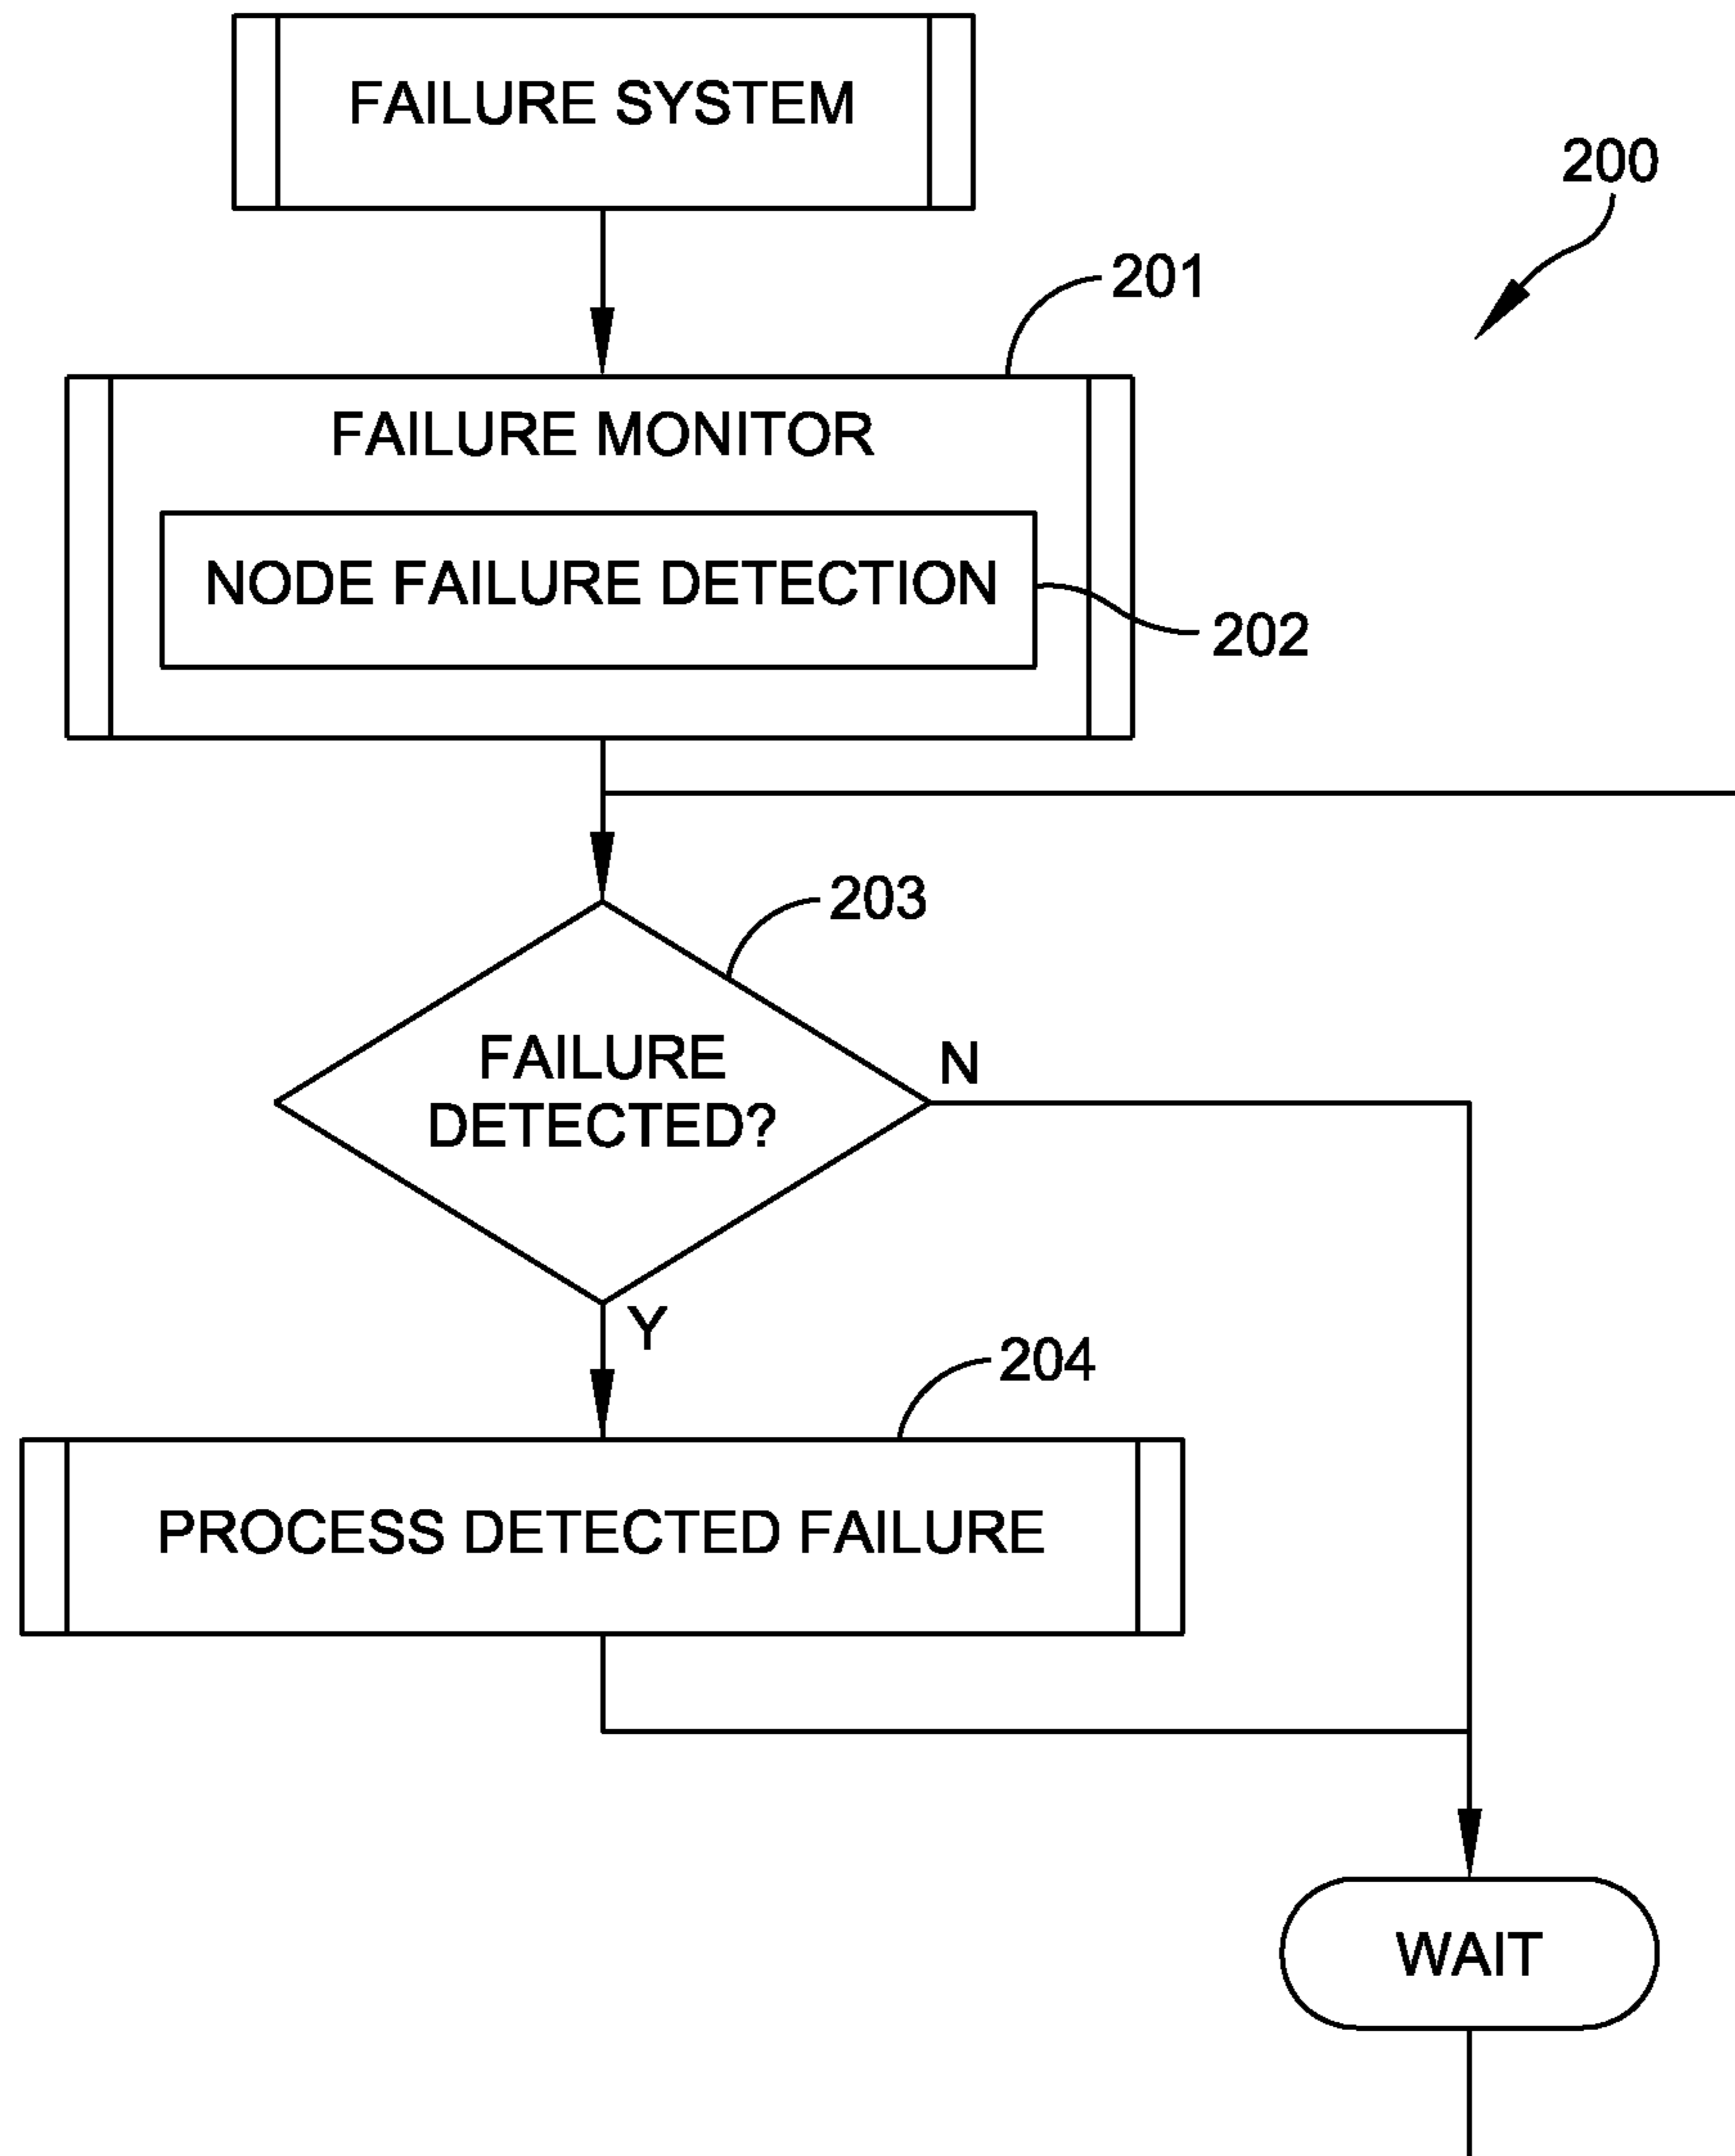 FAILURE SYSTEM
200
201
FAILURE MONITOR
NODE FAILURE DETECTION
202
203
FAILURE
DETECTED?
N
Y
204
PROCESS DETECTED FAILURE
WAIT